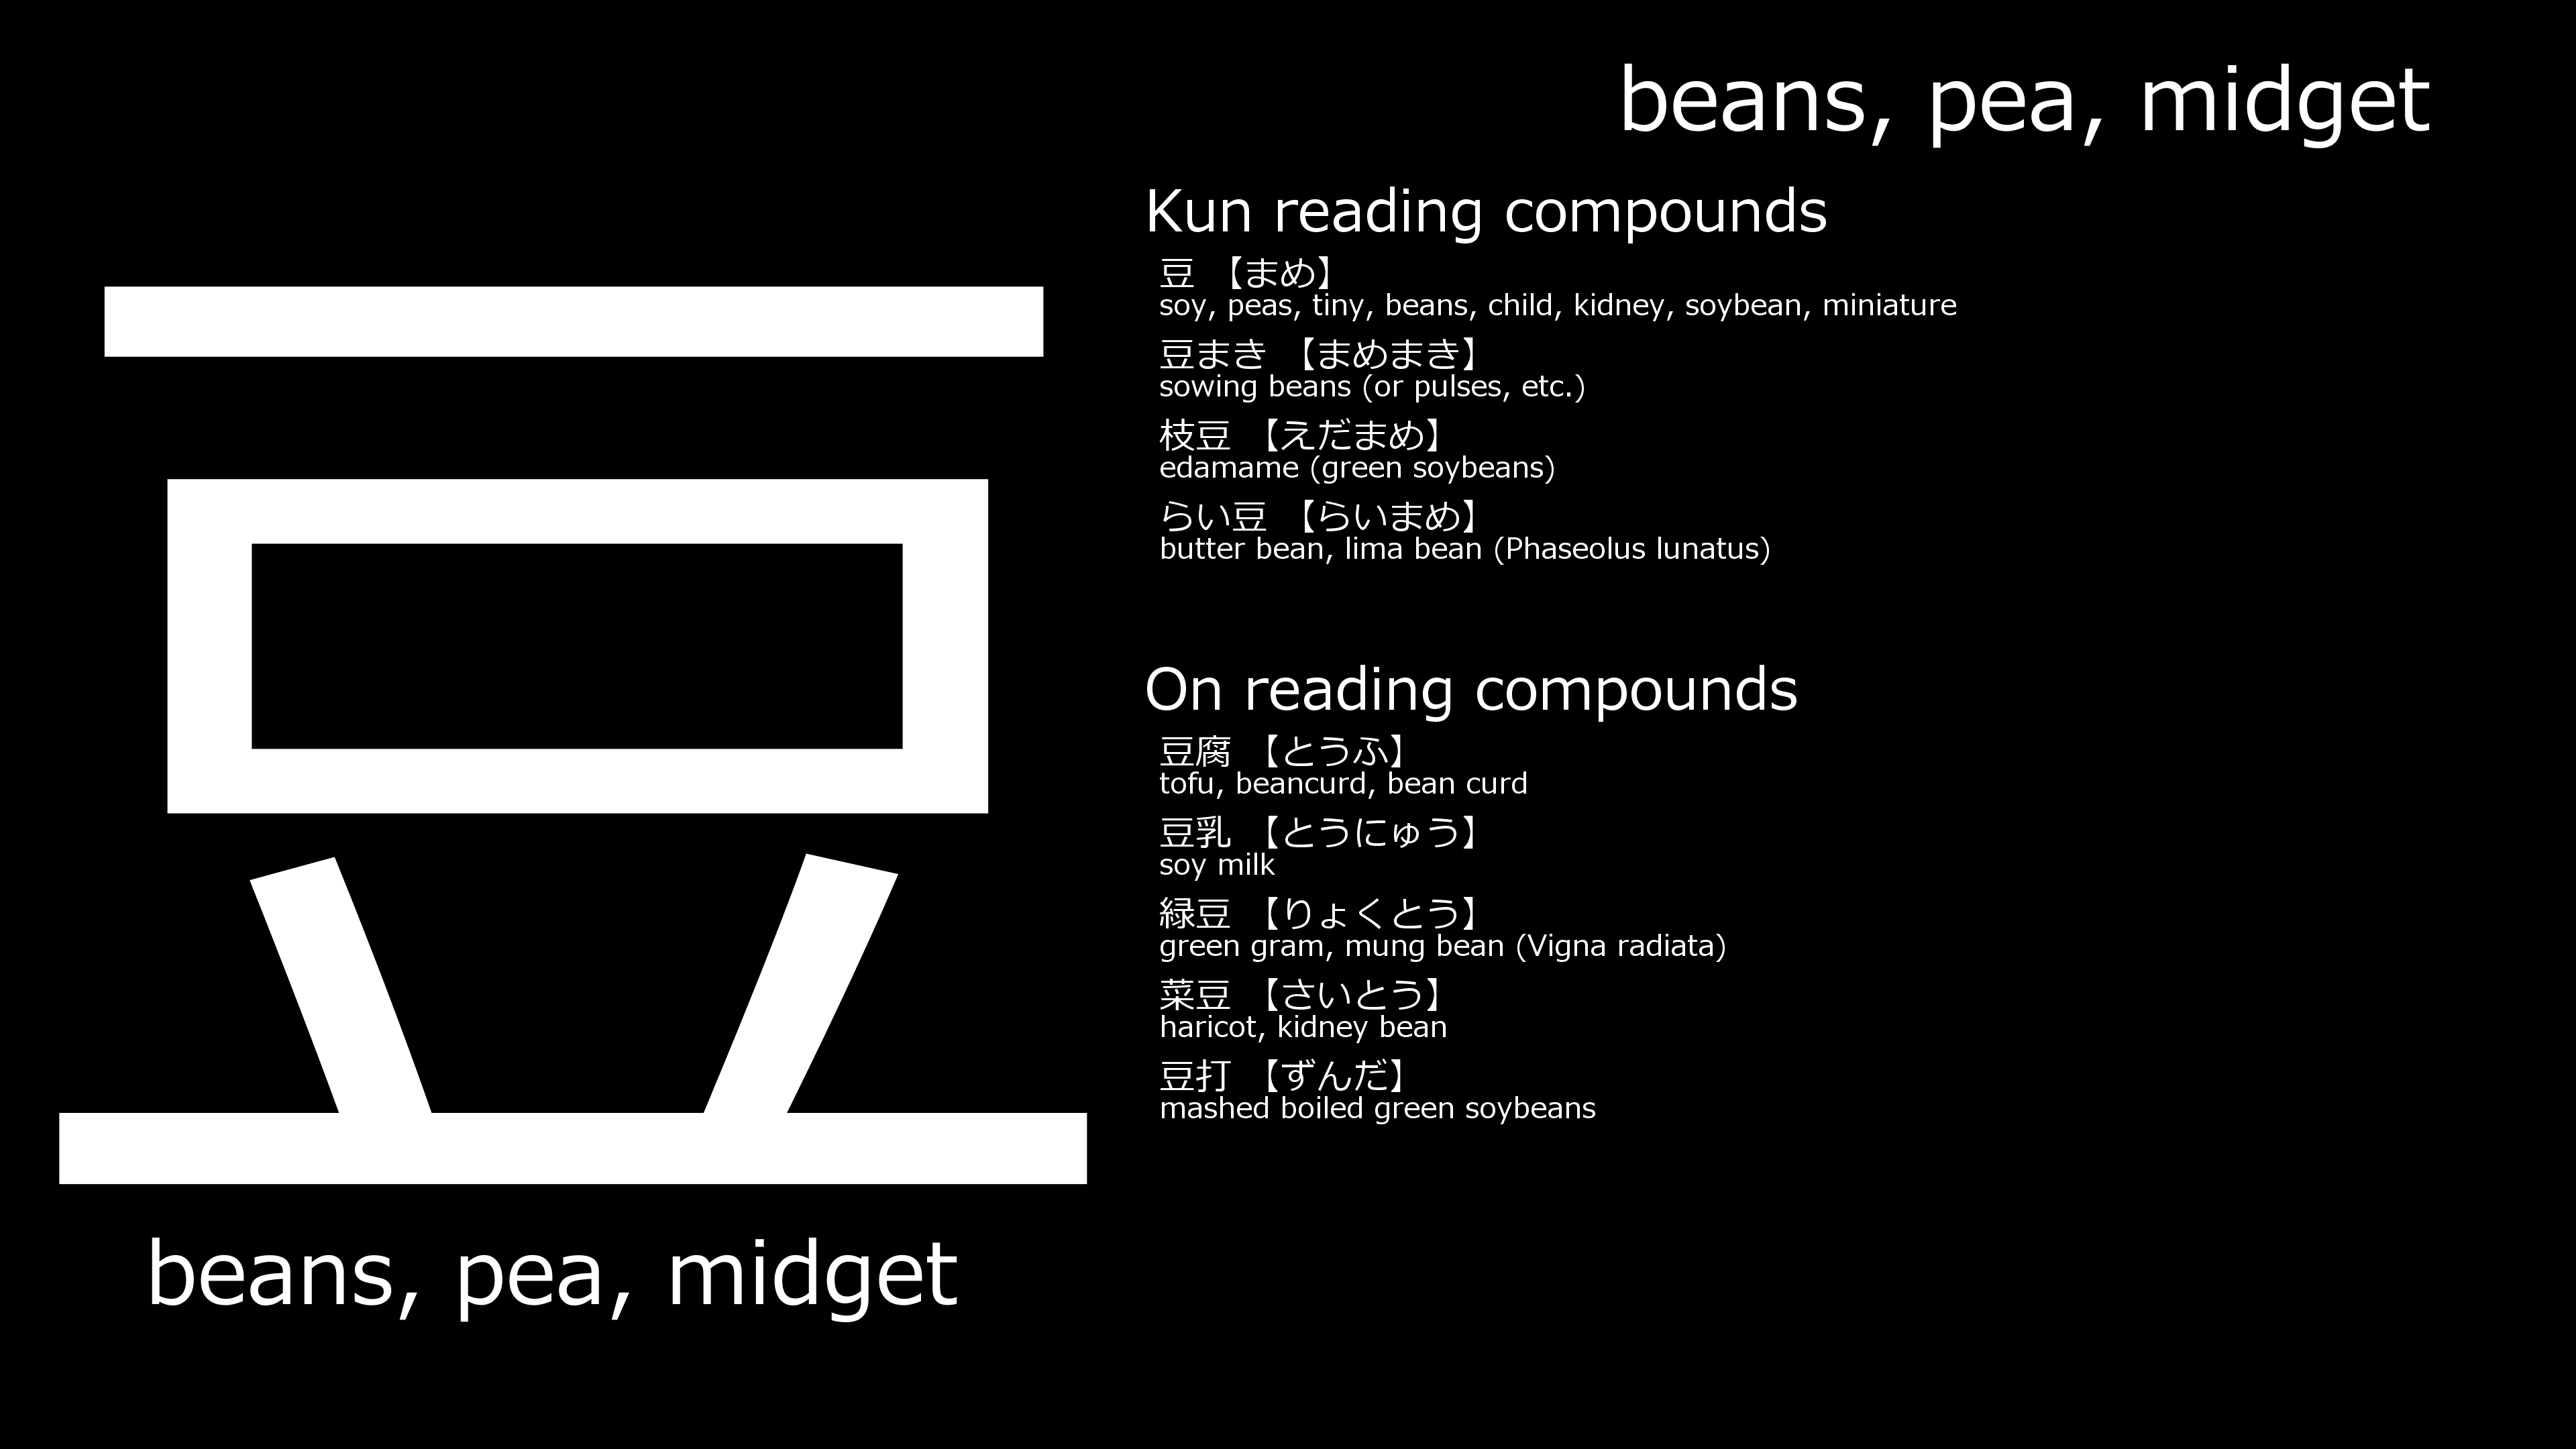 豆
beans, pea, midget
beans, pea, midget
Kun reading compounds
豆 【まめ】
soy, peas, tiny, beans, child, kidney, soybean, miniature
豆まき 【まめまき】
sowing beans (or pulses, etc.)
枝豆 【えだまめ】
edamame (green soybeans)
らい豆 【らいまめ】
butter bean, lima bean (Phaseolus lunatus)
On reading compounds
豆腐 【とうふ】
tofu, beancurd, bean curd
豆乳 【とうにゅう】
soy milk
緑豆 【りょくとう】
green gram, mung bean (Vigna radiata)
菜豆 【さいとう】
haricot, kidney bean
豆打 【ずんだ】
mashed boiled green soybeans